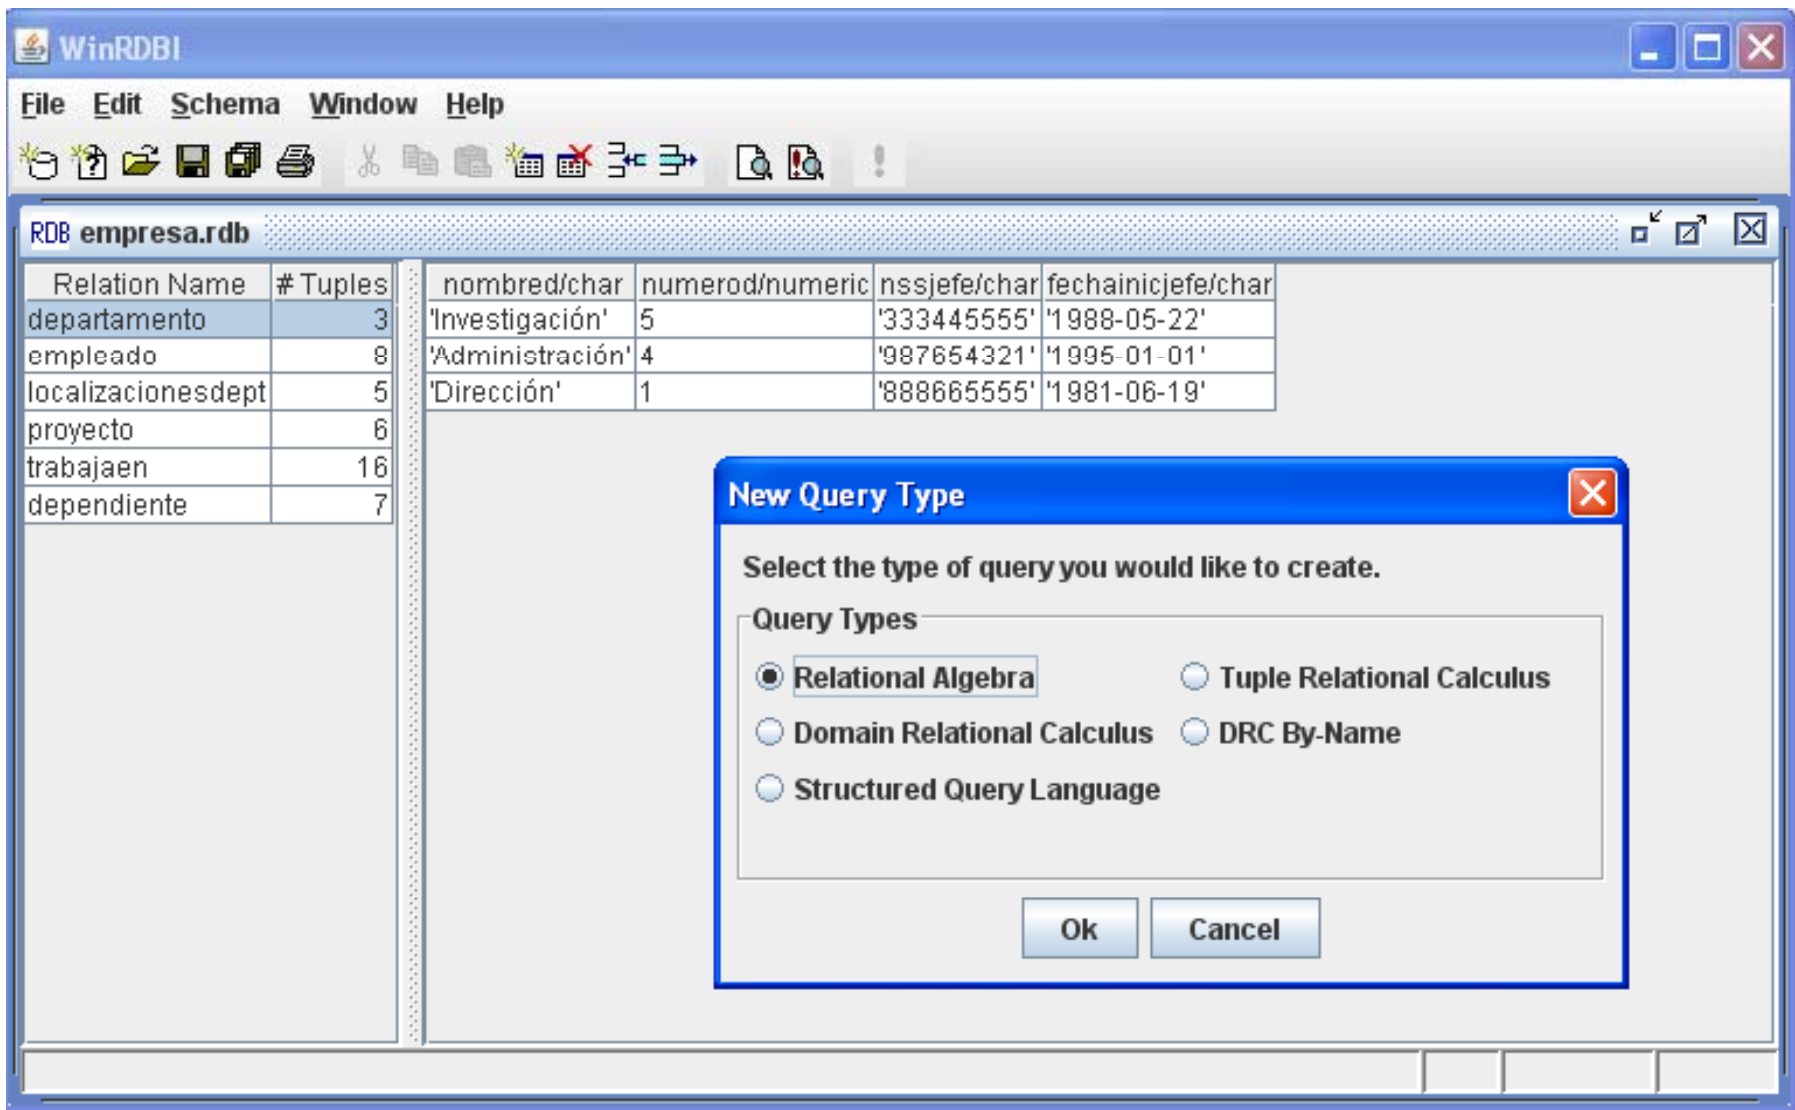 WinRDBI
File Edit Schema Window Help
RDB empresa.rdb
Relation Name # Tuples nombred/char numerod/numeric nssjefe/char fechainicjefe/char
departamento 3 'Investigación' 5 '333445555' '1988-05-22'
empleado 8 'Administración' 4 '987654321' '1995-01-01'
localizacionesdept 5 'Dirección' 1 '888665555' '1981-06-19'
proyecto 6
trabajaen 16
dependiente 7
New Query Type
Select the type of query you would like to create.
Query Types
Relational Algebra Tuple Relational Calculus
Domain Relational Calculus DRC By-Name
Structured Query Language
Ok Cancel